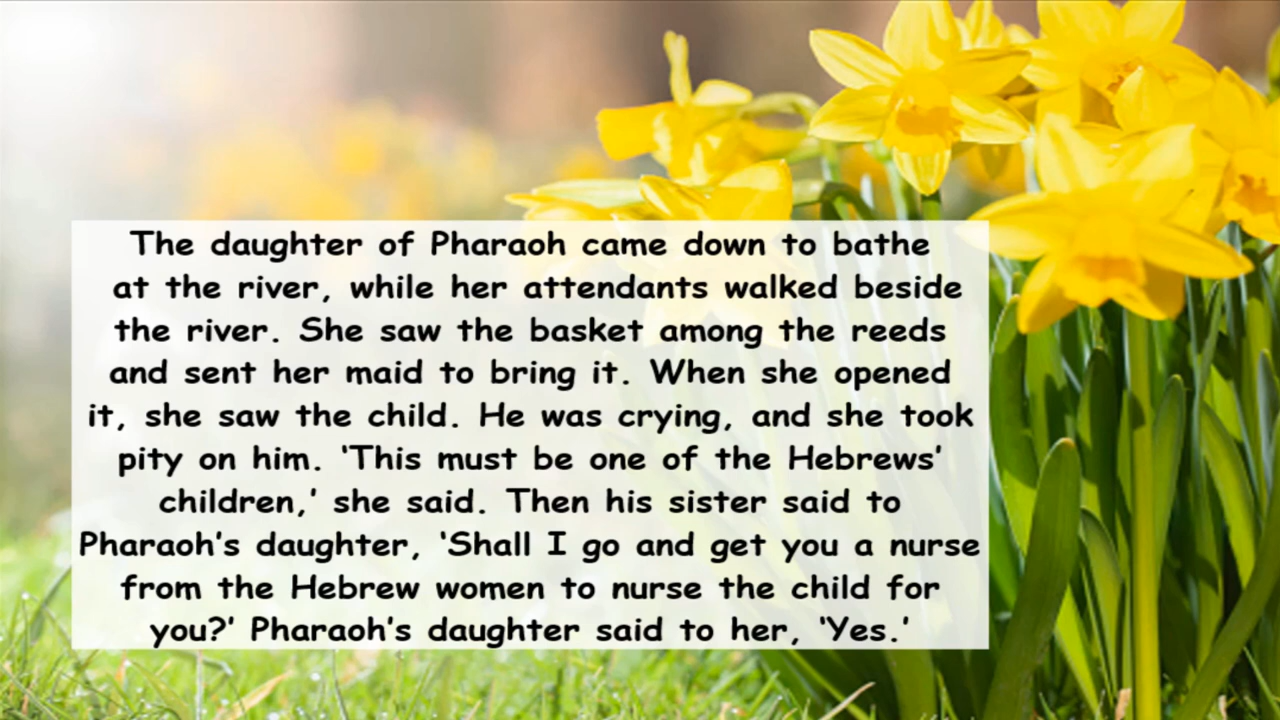 The daughter of Pharaoh came down to bathe
at the river, while her attendants walked beside
the river. She saw the basket among the reeds
and sent her maid to bring it. When she opened
it, she saw the child. He was crying, and she took
pity on him. ‘This must be one of the Hebrews’
children,’ she said. Then his sister said to
Pharaoh’s daughter, ‘Shall I go and get you a nurse
from the Hebrew women to nurse the child for
you?’ Pharaoh’s daughter said to her, ‘Yes.’